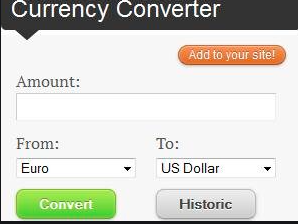 Currency Converter
Add to your site!
Amount:
From: To:
Euro US Dollar
Convert Historic